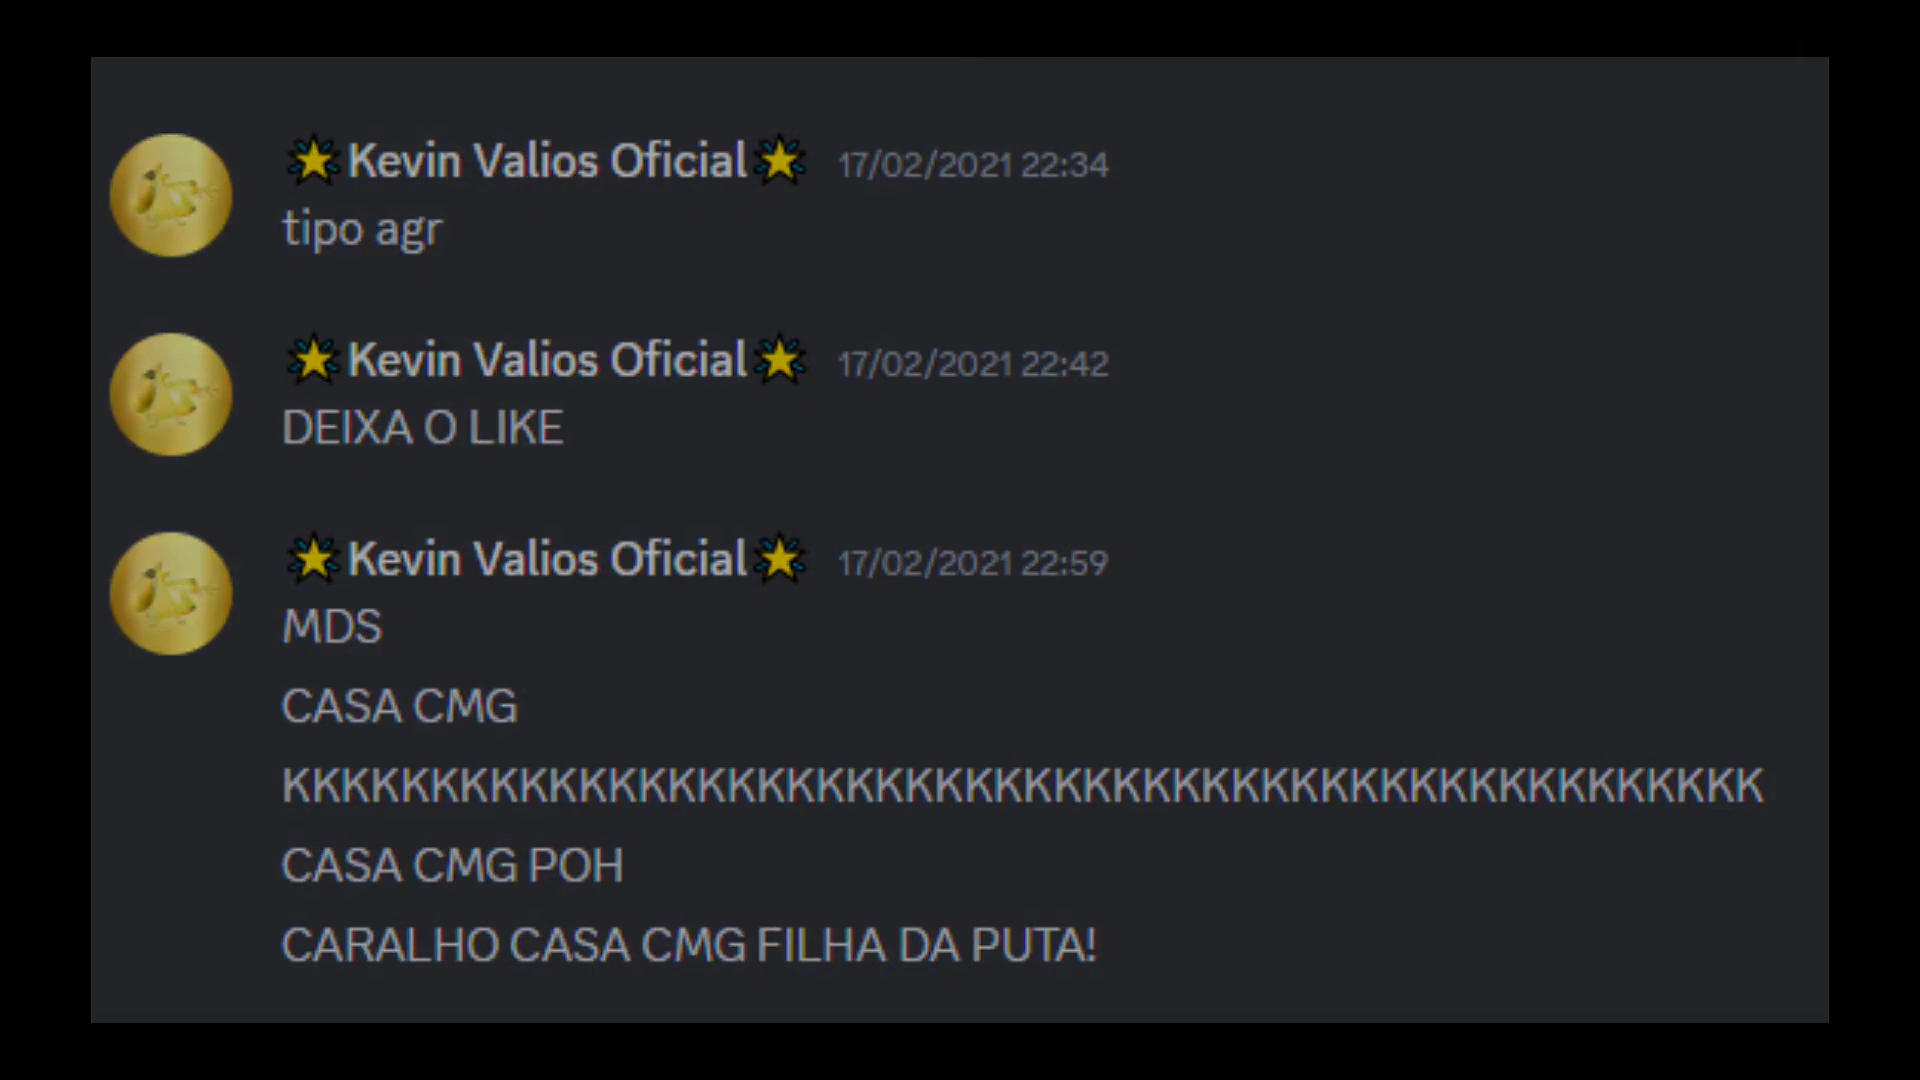 🌟Kevin Valios Oficial🌟 17/02/2021 22:34
tipo agr
🌟Kevin Valios Oficial🌟 17/02/2021 22:42
DEIXA O LIKE
🌟Kevin Valios Oficial🌟 17/02/2021 22:59
MDS
CASA CMG
KKKKKKKKKKKKKKKKKKKKKKKKKKKKKKKKKKKKKKKKKKKKKKKKKK
CASA CMG POH
CARALHO CASA CMG FILHA DA PUTA!